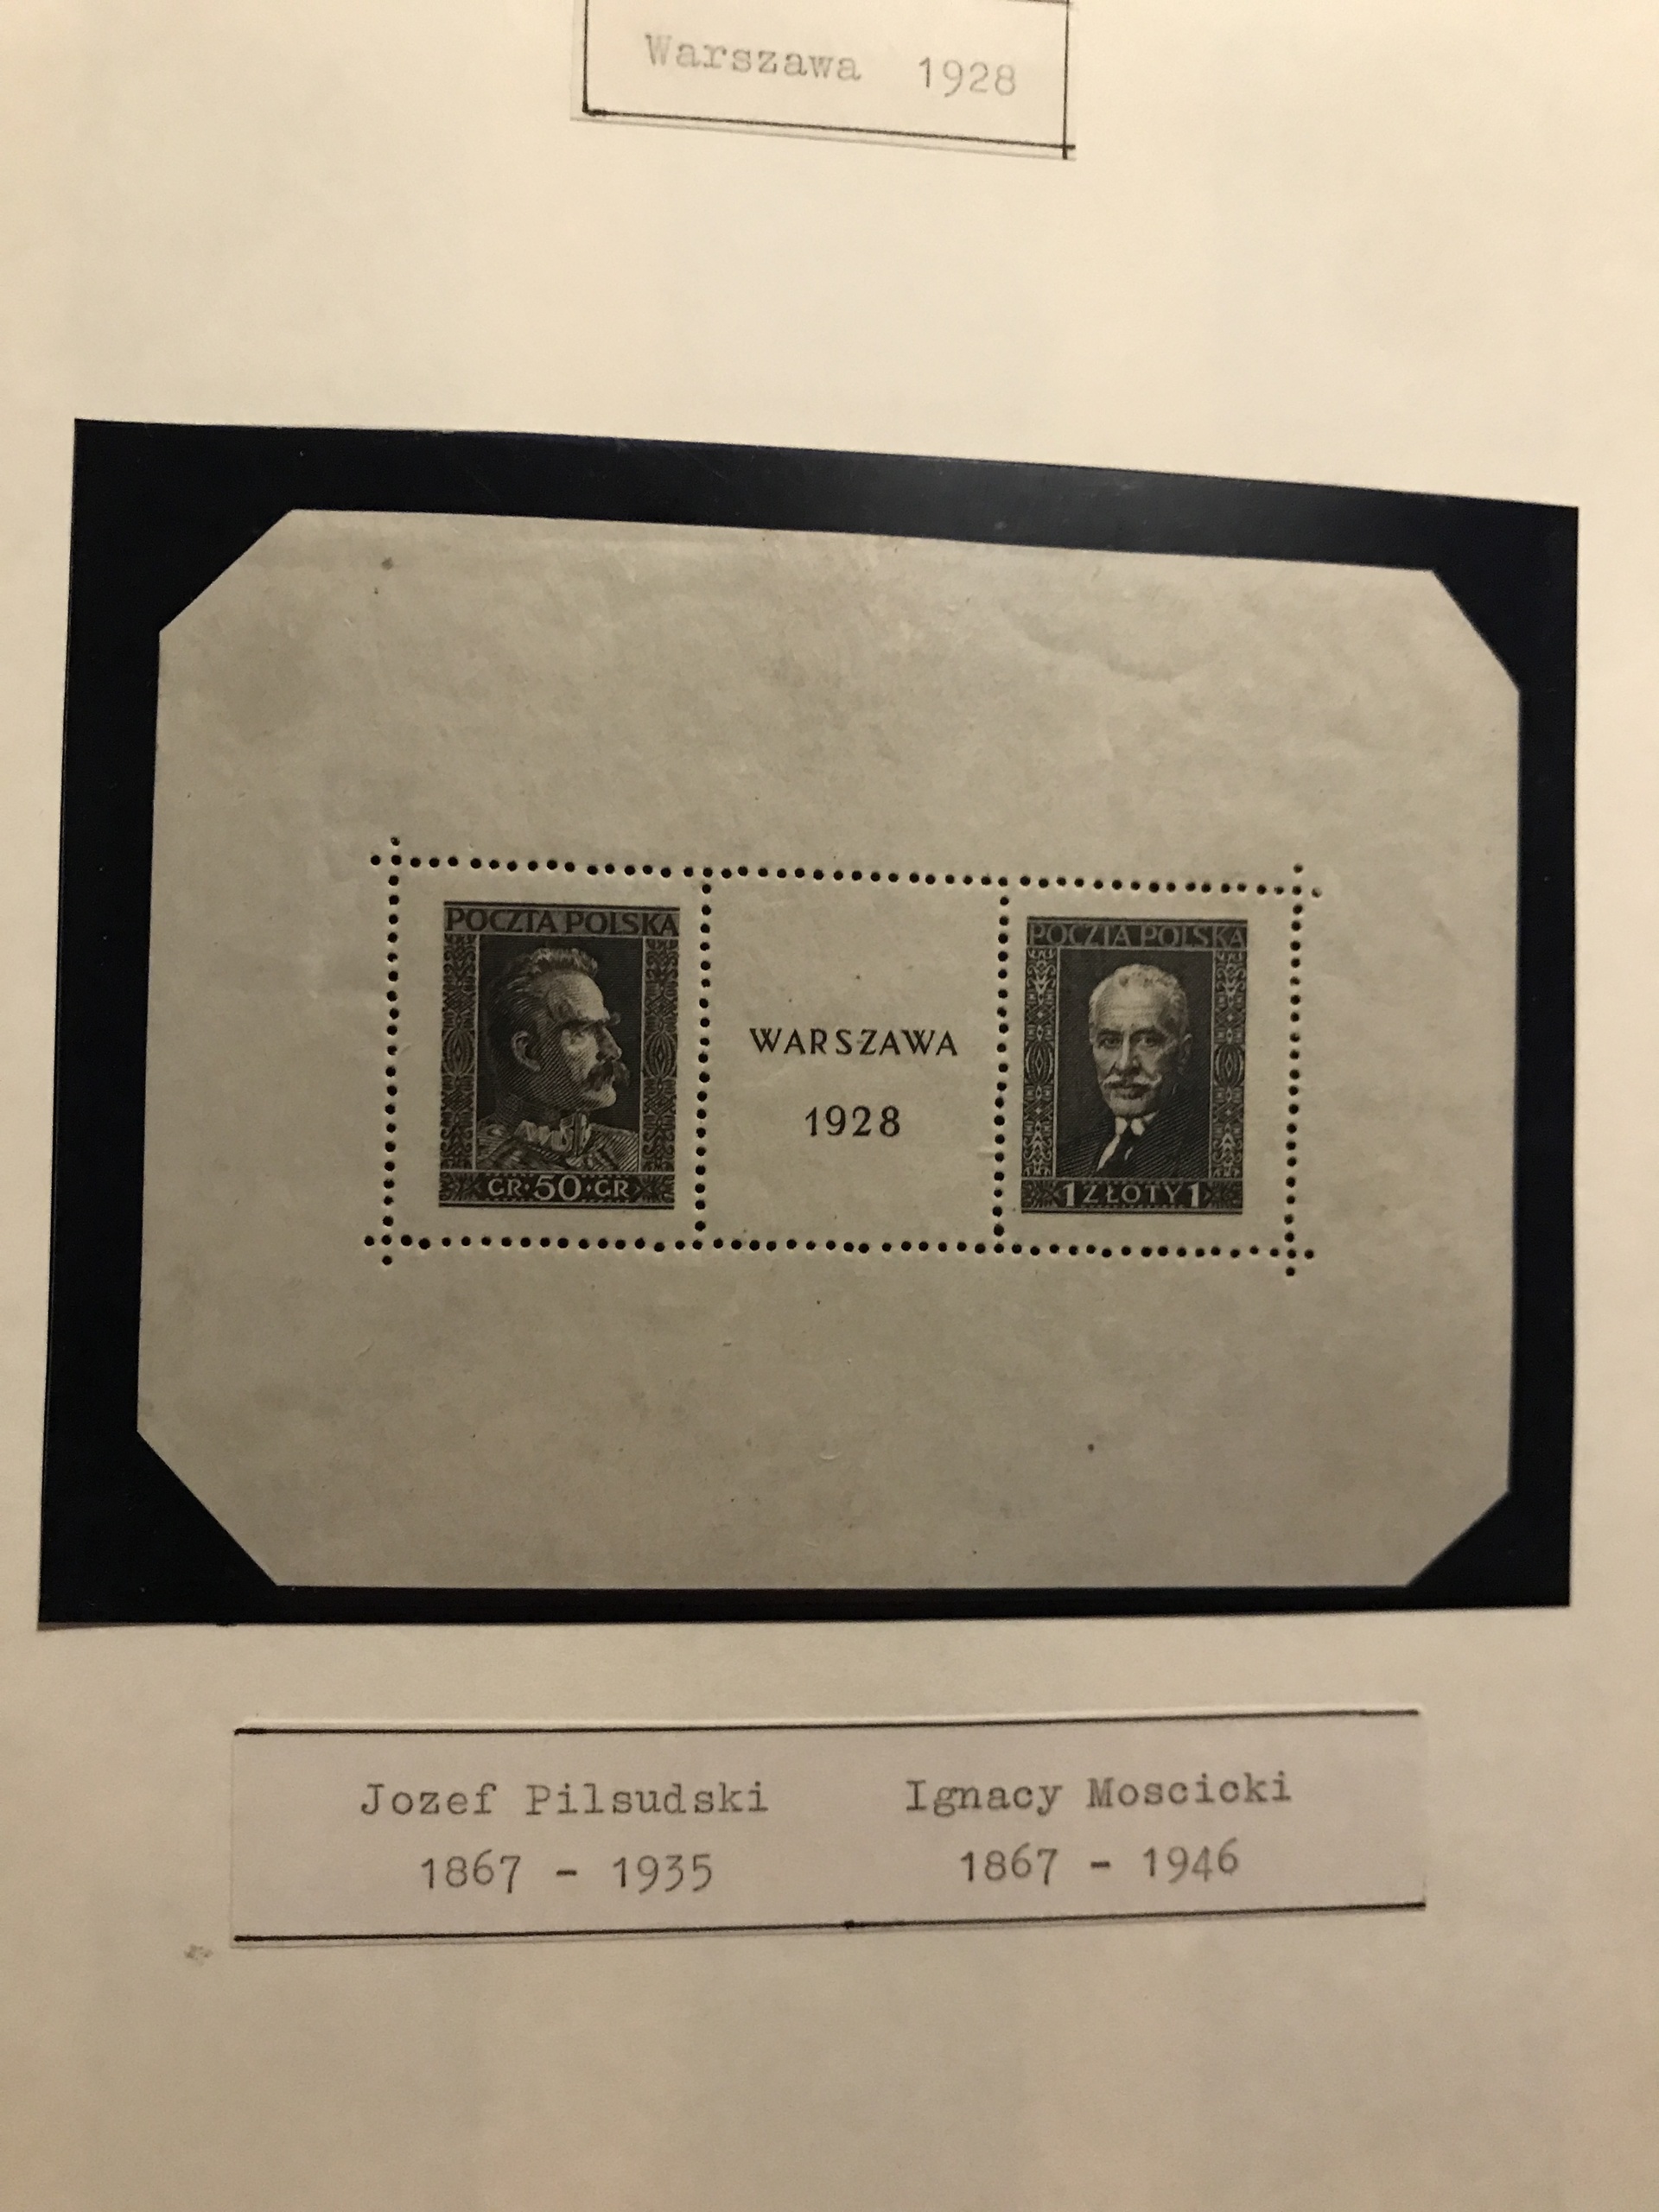 Warszawa 1928
POCZTA POLSKA
GR·50·GR
WARSZAWA
1928
POCZTA POLSKA
1 ZŁOTY 1
Jozef Pilsudski Ignacy Moscicki
1867 - 1935 1867 - 1946